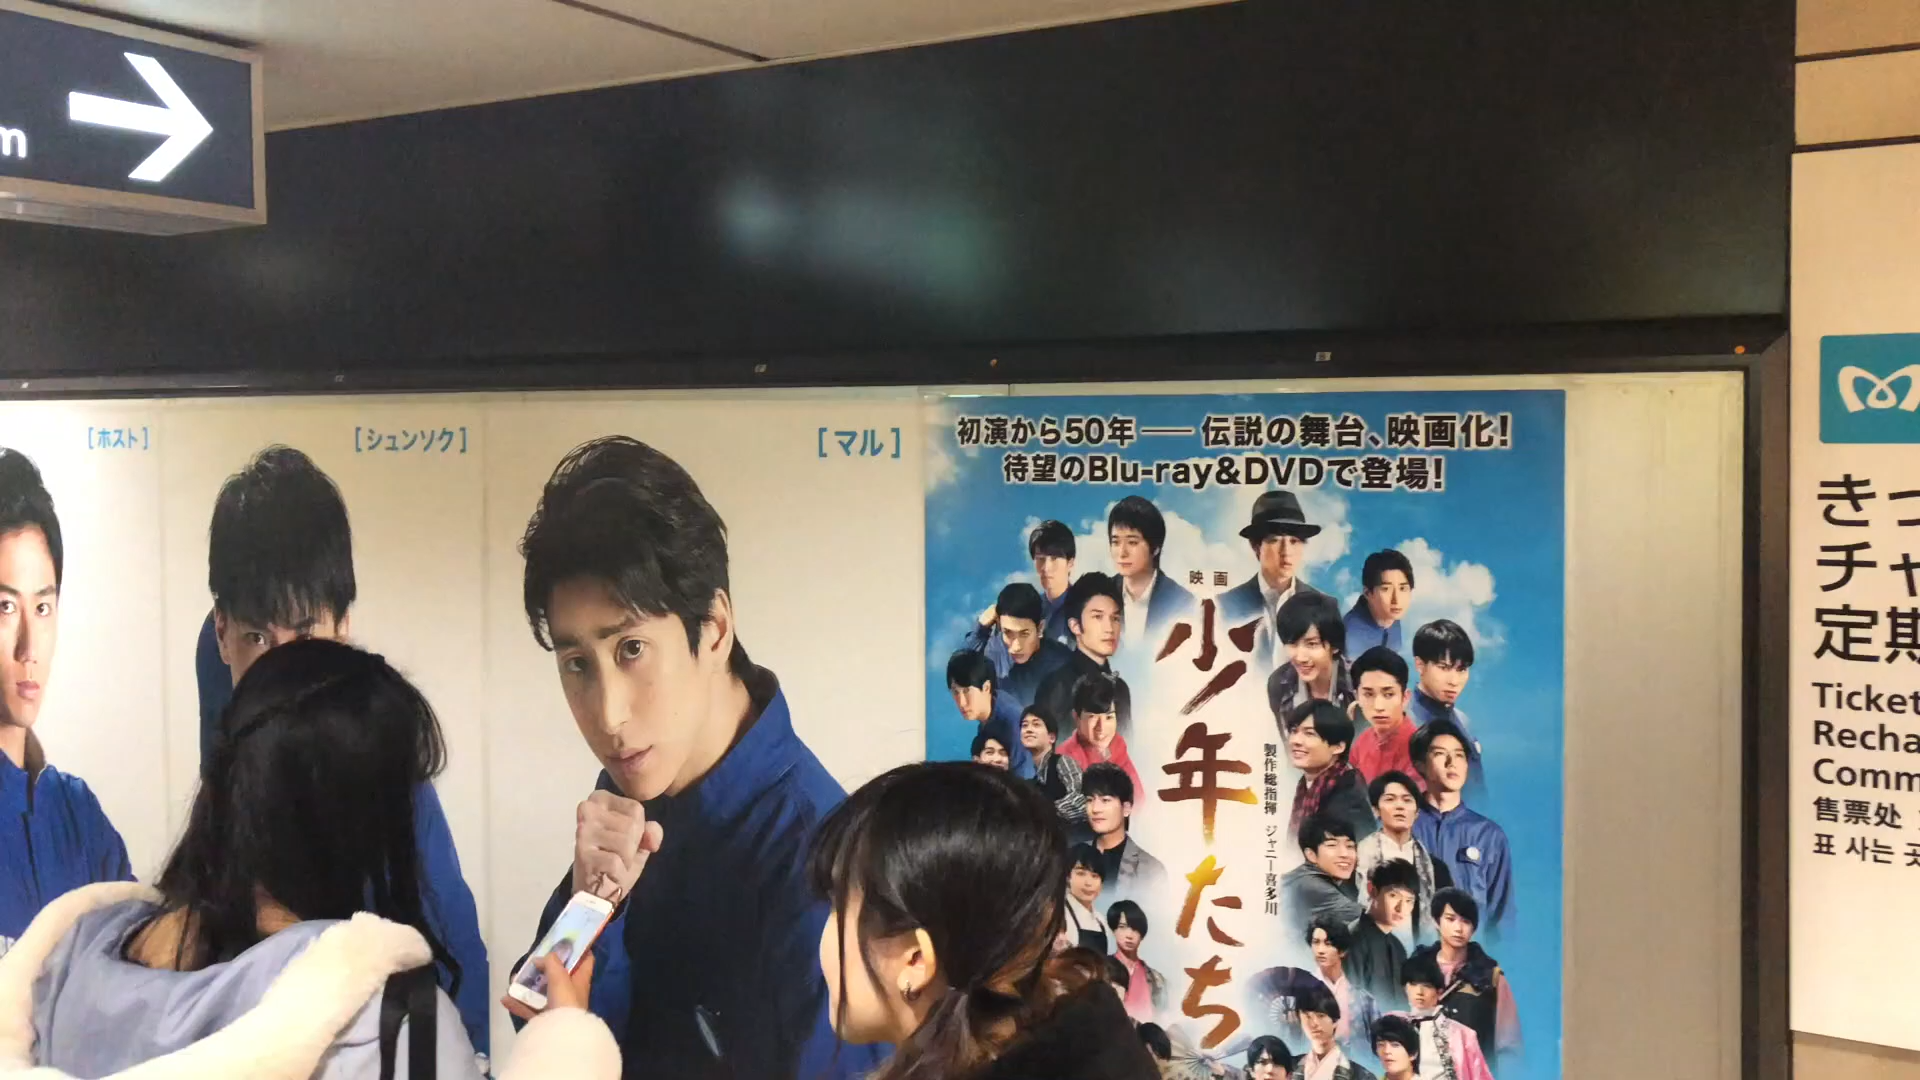 m
[ホスト]
[シュンソク]
[マル]
初演から50年 ── 伝説の舞台、映画化!
待望のBlu-ray&DVDで登場!
映画
少年たち
製作総指揮 ジャニー喜多川
きっ
チャ
定期
Ticket
Recha
Comm
售票处
표 사는 곳